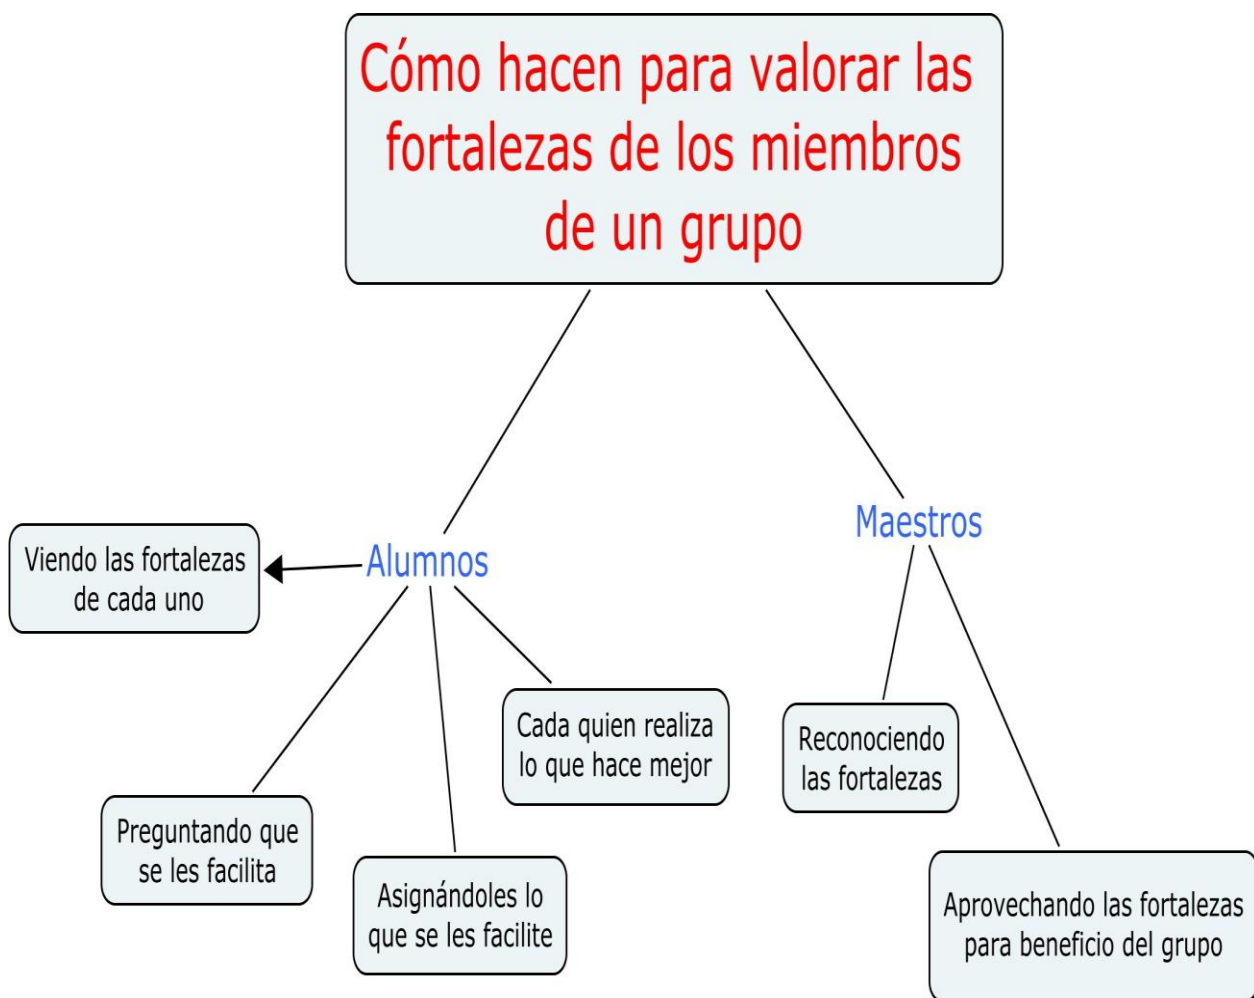 Cómo hacen para valorar las
fortalezas de los miembros
de un grupo
Maestros
Alumnos
Viendo las fortalezas
de cada uno
Cada quien realiza
lo que hace mejor
Reconociendo
las fortalezas
Preguntando que
se les facilita
Asignándoles lo
que se les facilite
Aprovechando las fortalezas
para beneficio del grupo